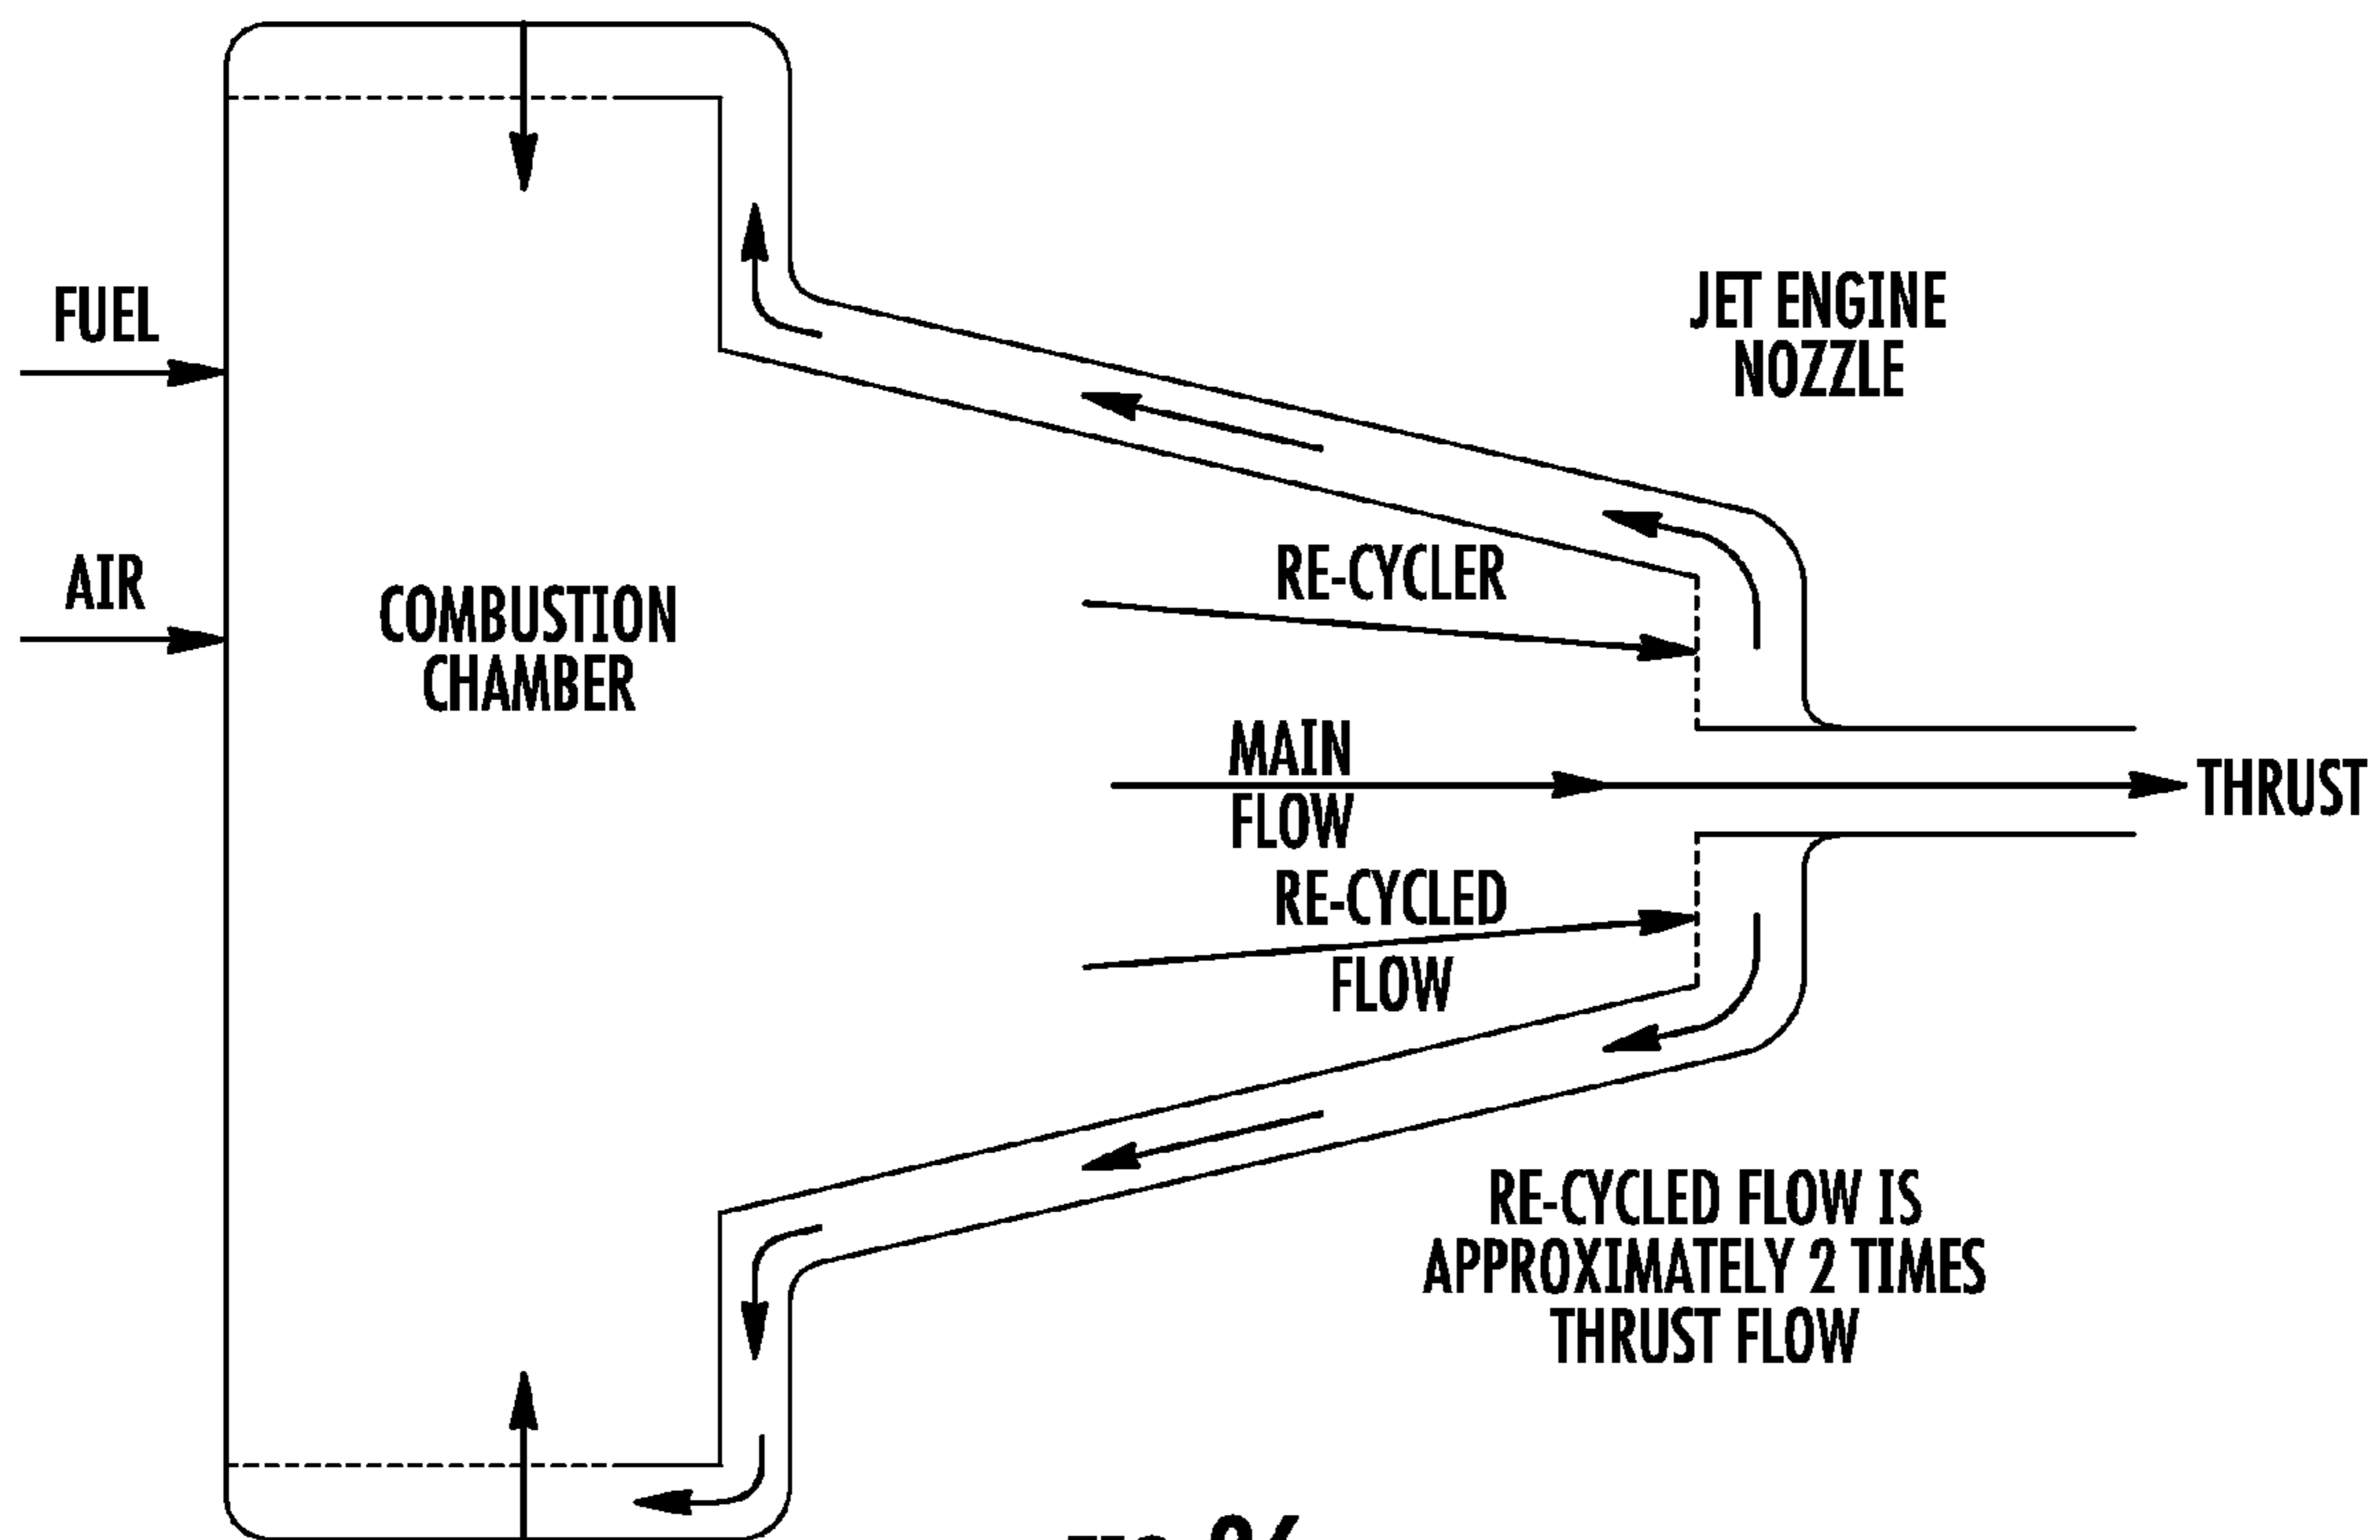 FUEL
AIR
COMBUSTION
CHAMBER
JET ENGINE
NOZZLE
RE-CYCLER
MAIN
FLOW
THRUST
RE-CYCLED
FLOW
RE-CYCLED FLOW IS
APPROXIMATELY 2 TIMES
THRUST FLOW